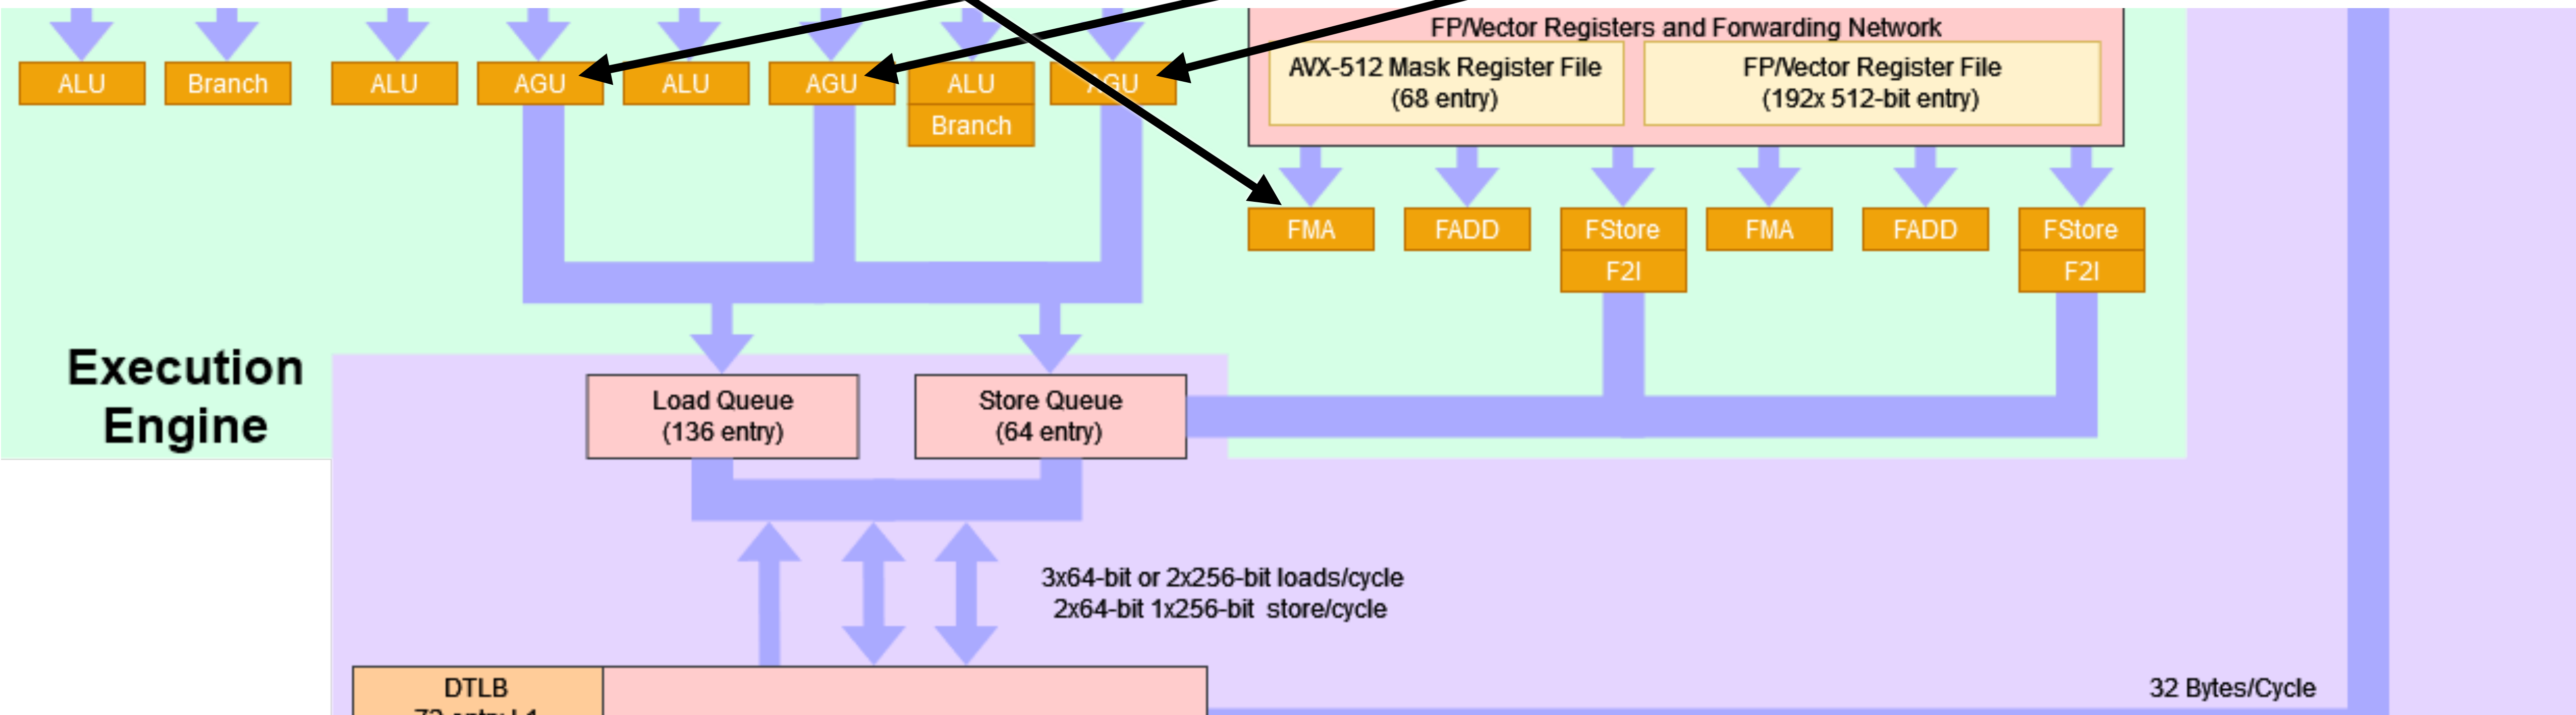 FP/Vector Registers and Forwarding Network
ALU
Branch
ALU
AGU
ALU
AGU
ALU
Branch
AGU
AVX-512 Mask Register File
(68 entry)
FP/Vector Register File
(192x 512-bit entry)
FMA
FADD
FStore
F2I
FMA
FADD
FStore
F2I
Execution
Engine
Load Queue
(136 entry)
Store Queue
(64 entry)
3x64-bit or 2x256-bit loads/cycle
2x64-bit 1x256-bit store/cycle
DTLB
32 Bytes/Cycle